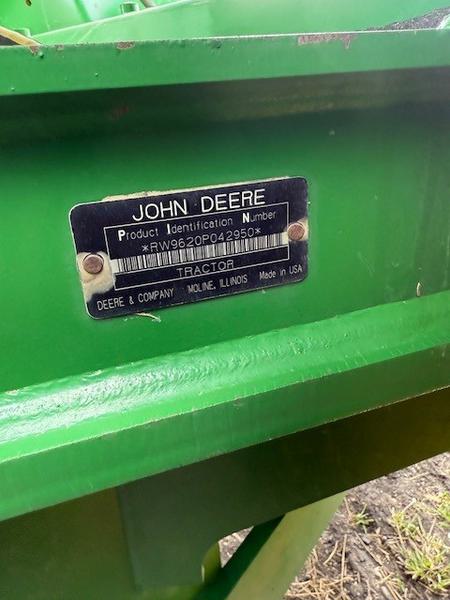 JOHN DEERE
Product Identification Number
*RW9620P042950*
TRACTOR
DEERE & COMPANY MOLINE, ILLINOIS Made in USA